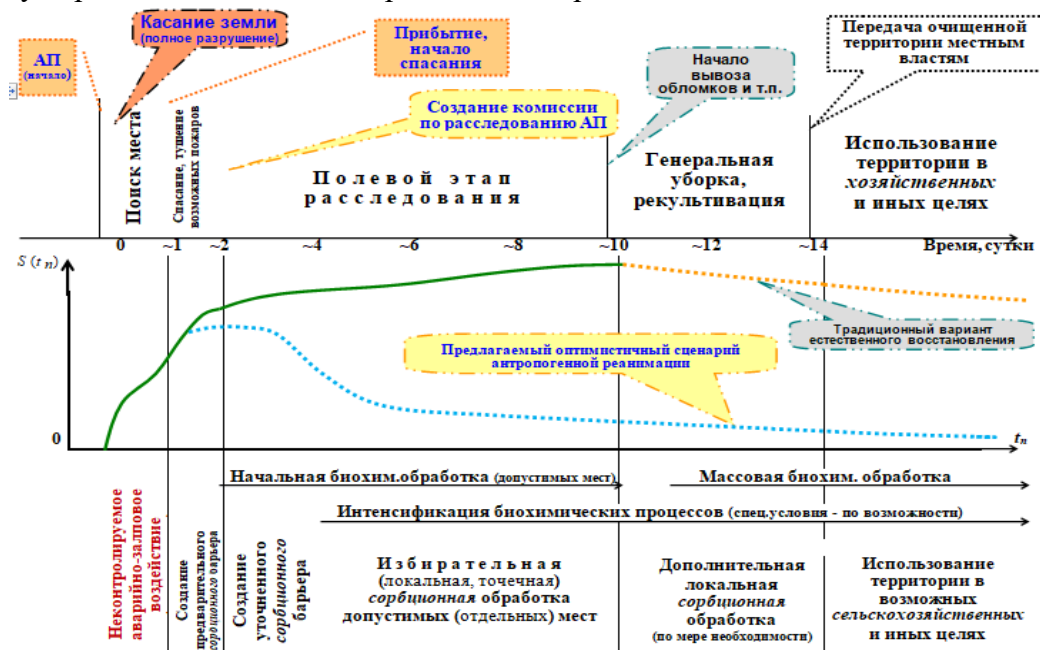 Касание земли
(полное разрушение)
АП
(начало)
Прибытие,
начало
спасания
Передача очищенной
территории местным
властям
Начало
вывоза
обломков и т.п.
Создание комиссии
по расследованию АП
Поиск места
Спасание, тушение
возможных пожаров
Полевой этап
расследования
Генеральная
уборка,
рекультивация
Использование
территории в
хозяйственных
и иных целях
0 ~1 ~2 ~4 ~6 ~8 ~10 ~12 ~14 Время, сутки
S (t n)
Традиционный вариант
естественного восстановления
Предлагаемый оптимистичный сценарий
антропогенной реанимации
0
tn
Начальная биохим.обработка (допустимых мест)
Массовая биохим. обработка
Интенсификация биохимических процессов (спец.условия - по возможности)
Неконтролируемое
аварийно-залповое
воздействие
Создание
предварительного
сорбционного барьера
Создание
уточненного
сорбционного
барьера
Избирательная
(локальная, точечная)
сорбционная обработка
допустимых (отдельных) мест
Дополнительная
локальная
сорбционная
обработка
(по мере необходимости)
Использование
территории в
возможных
сельскохозяйственных
и иных целях